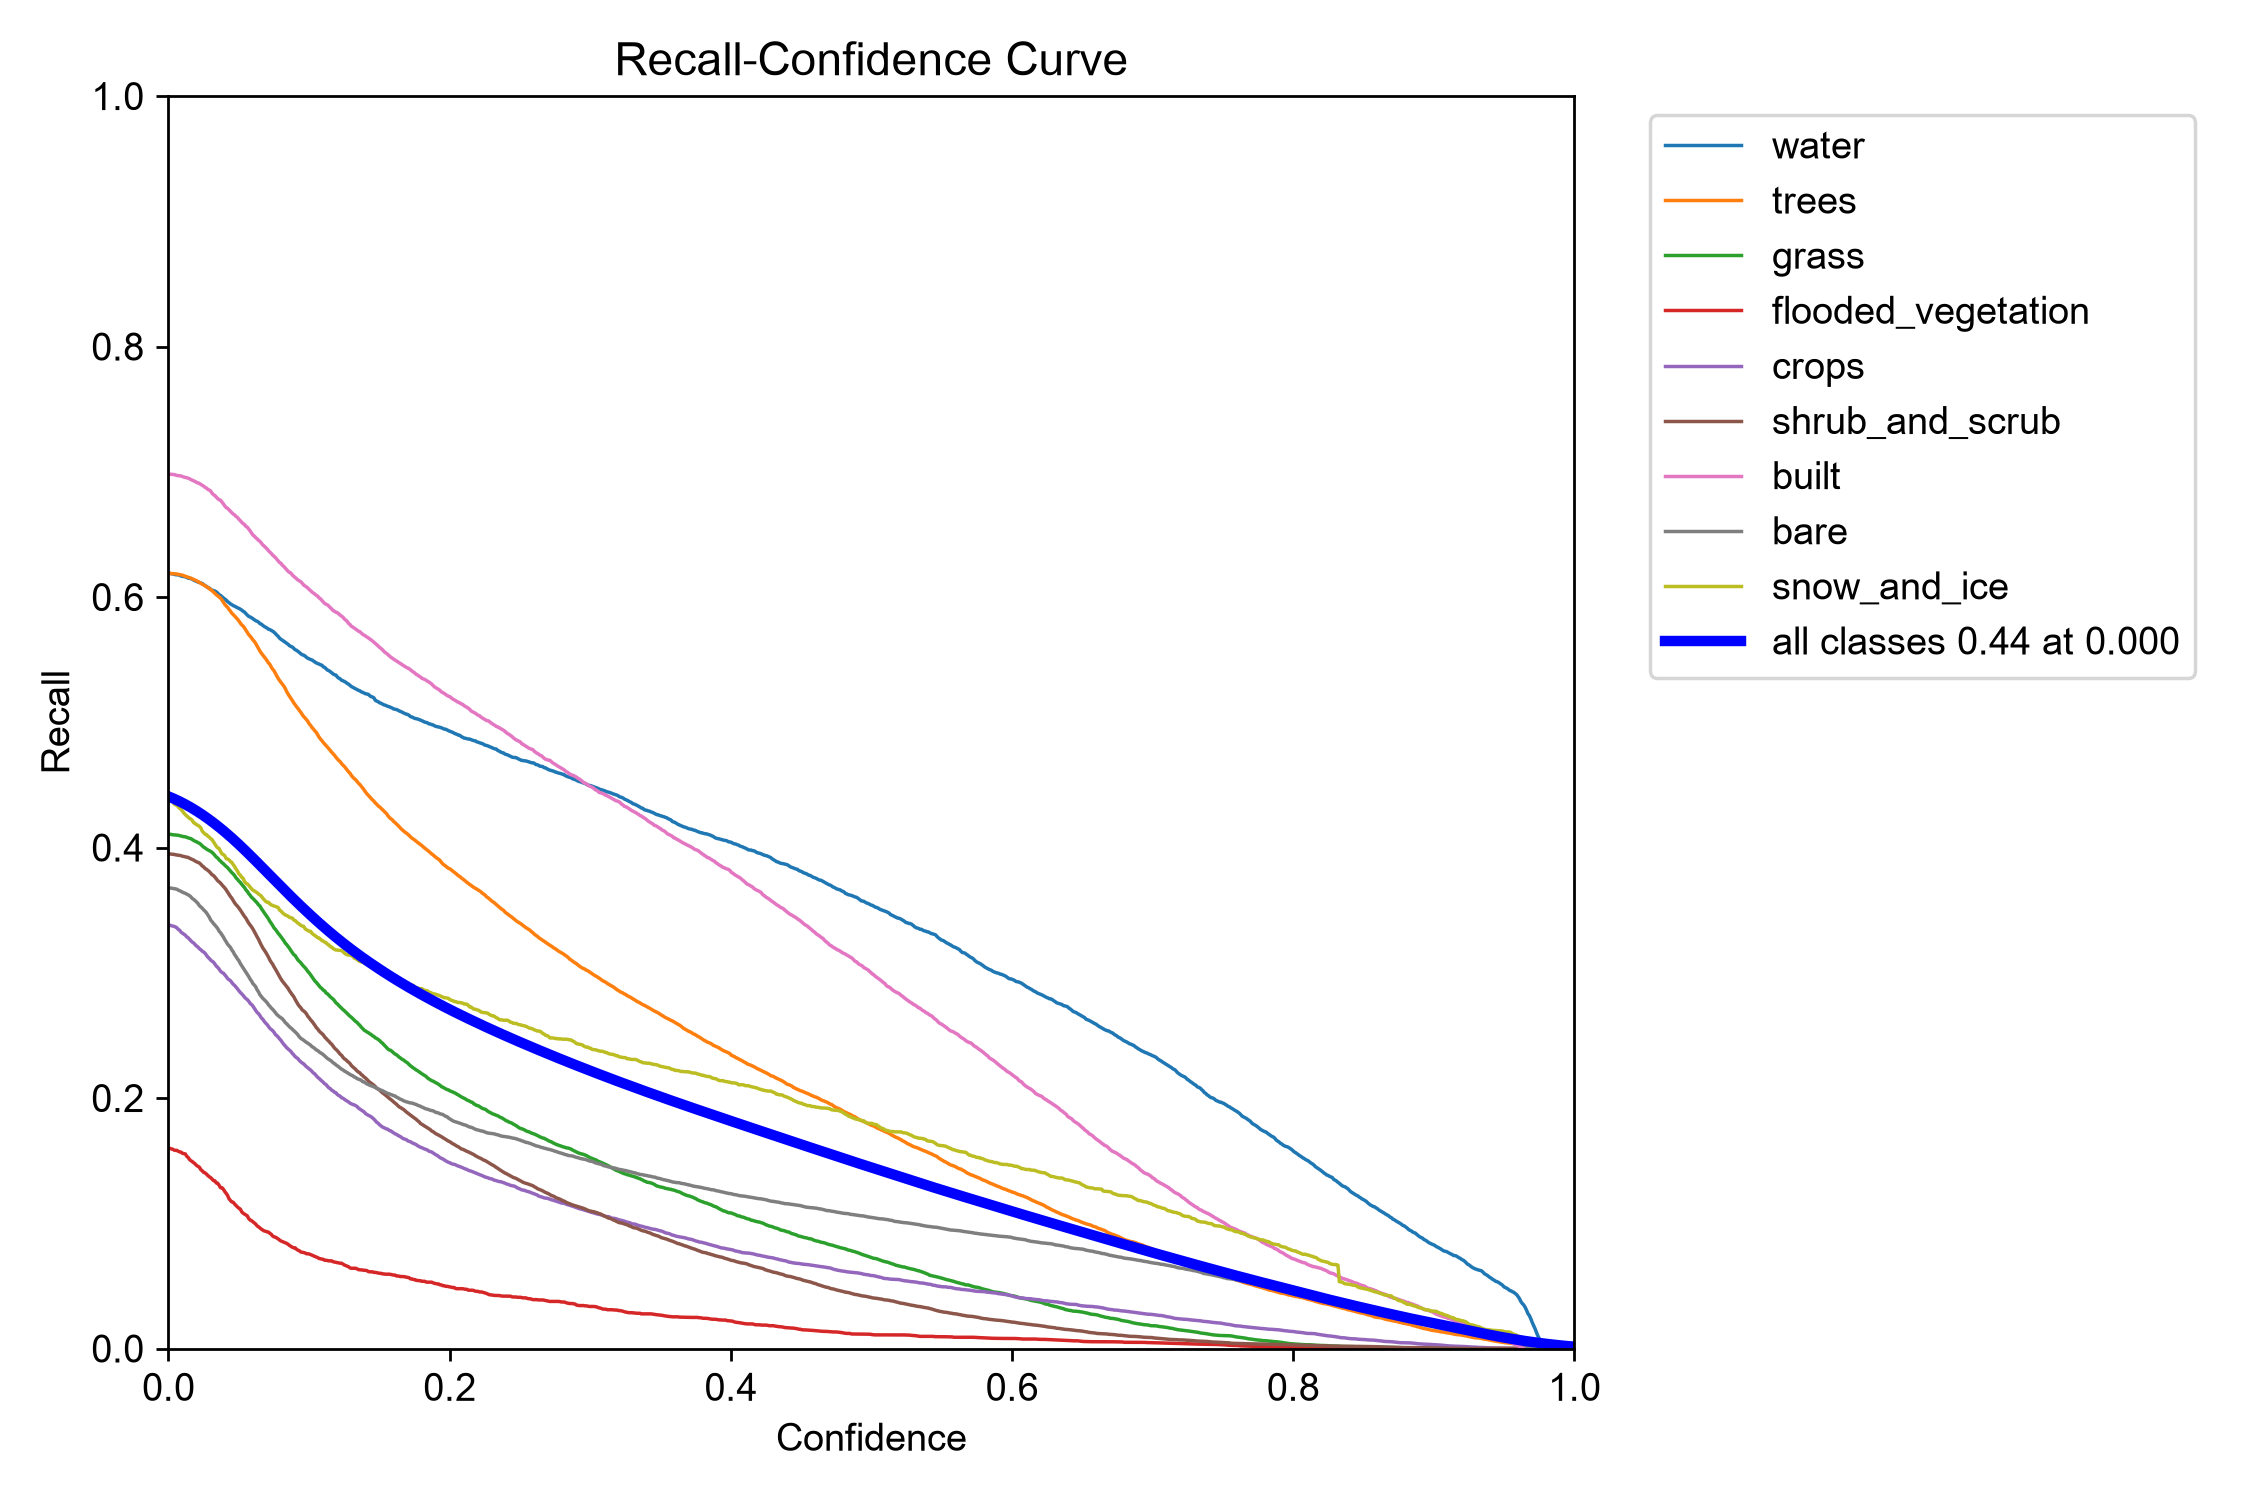 Recall-Confidence Curve
1.0
0.8
0.6
0.4
0.2
0.0
Recall
0.0 0.2 0.4 0.6 0.8 1.0
Confidence
water
trees
grass
flooded_vegetation
crops
shrub_and_scrub
built
bare
snow_and_ice
all classes 0.44 at 0.000